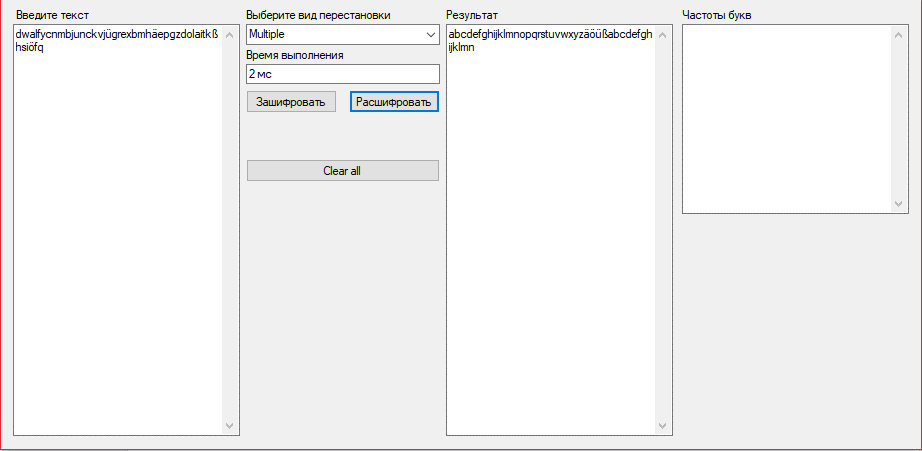 Введите текст
dwalfycnmbjunckvjügrexbmhäepgzdolaitkß
hsiöfq
Выберите вид перестановки
Multiple
Время выполнения
2 мс
Зашифровать
Расшифровать
Clear all
Результат
abcdefghijklmnopqrstuvwxyzäöüßabcdefgh
ijklmn
Частоты букв